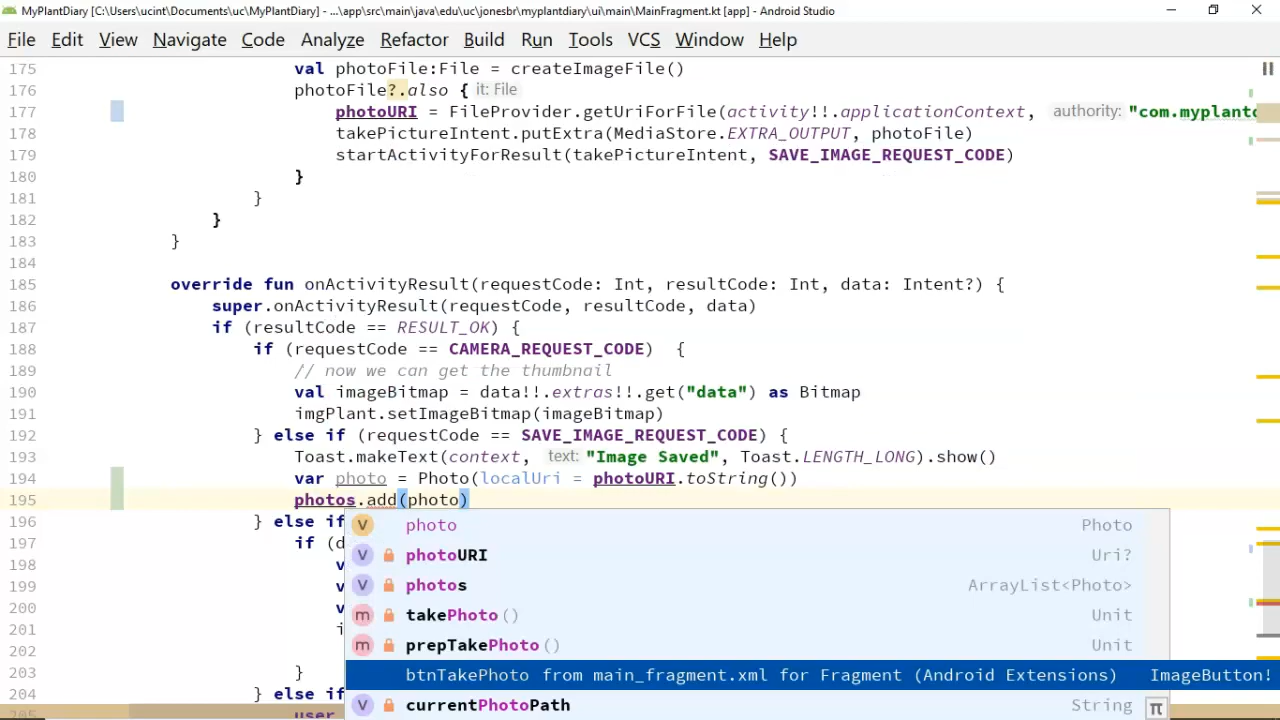 MyPlantDiary [C:\Users\ucint\Documents\uc\MyPlantDiary] - ...\app\src\main\java\edu\uc\jonesbr\myplantdiary\ui\main\MainFragment.kt [app] - Android Studio
File Edit View Navigate Code Analyze Refactor Build Run Tools VCS Window Help
175 val photoFile:File = createImageFile()
176 photoFile?.also { it: File
177 photoURI = FileProvider.getUriForFile(activity!!.applicationContext, authority: "com.myplantd
178 takePictureIntent.putExtra(MediaStore.EXTRA_OUTPUT, photoFile)
179 startActivityForResult(takePictureIntent, SAVE_IMAGE_REQUEST_CODE)
180 }
181 }
182 }
183 }
184
185 override fun onActivityResult(requestCode: Int, resultCode: Int, data: Intent?) {
186 super.onActivityResult(requestCode, resultCode, data)
187 if (resultCode == RESULT_OK) {
188 if (requestCode == CAMERA_REQUEST_CODE) {
189 // now we can get the thumbnail
190 val imageBitmap = data!!.extras!!.get("data") as Bitmap
191 imgPlant.setImageBitmap(imageBitmap)
192 } else if (requestCode == SAVE_IMAGE_REQUEST_CODE) {
193 Toast.makeText(context, text: "Image Saved", Toast.LENGTH_LONG).show()
194 var photo = Photo(localUri = photoURI.toString())
195 photos.add(photo)
196 } else if
197 if (d
198 v
199 v
200 v
201 i
202
203 }
204 } else if
205 user
V photo Photo
V photoURI Uri?
V photos ArrayList<Photo>
m takePhoto() Unit
m prepTakePhoto() Unit
btnTakePhoto from main_fragment.xml for Fragment (Android Extensions) ImageButton!
V currentPhotoPath String π